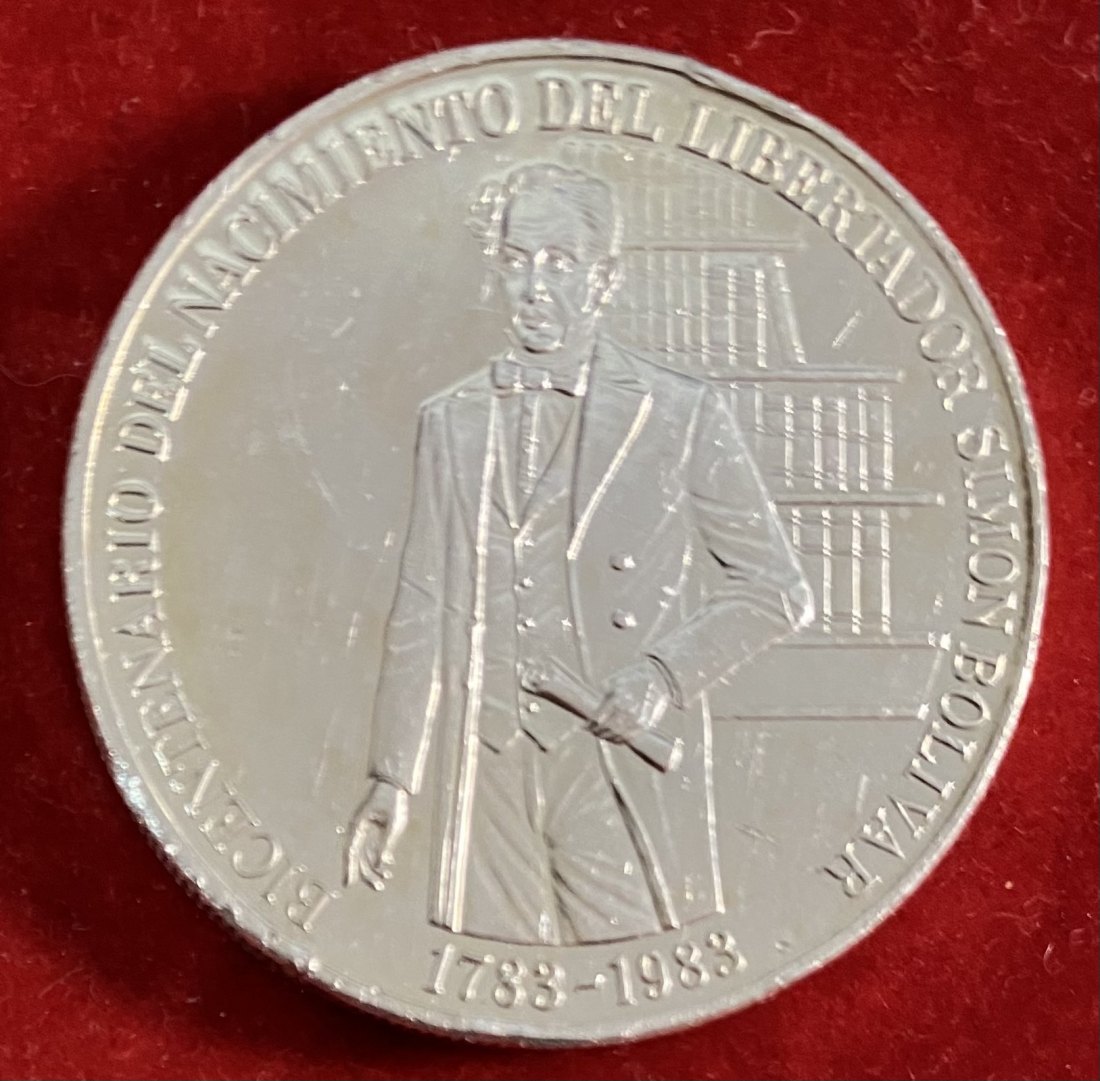 BICENTENARIO DEL NACIMIENTO DEL LIBERTADOR SIMON BOLIVAR
1783-1983